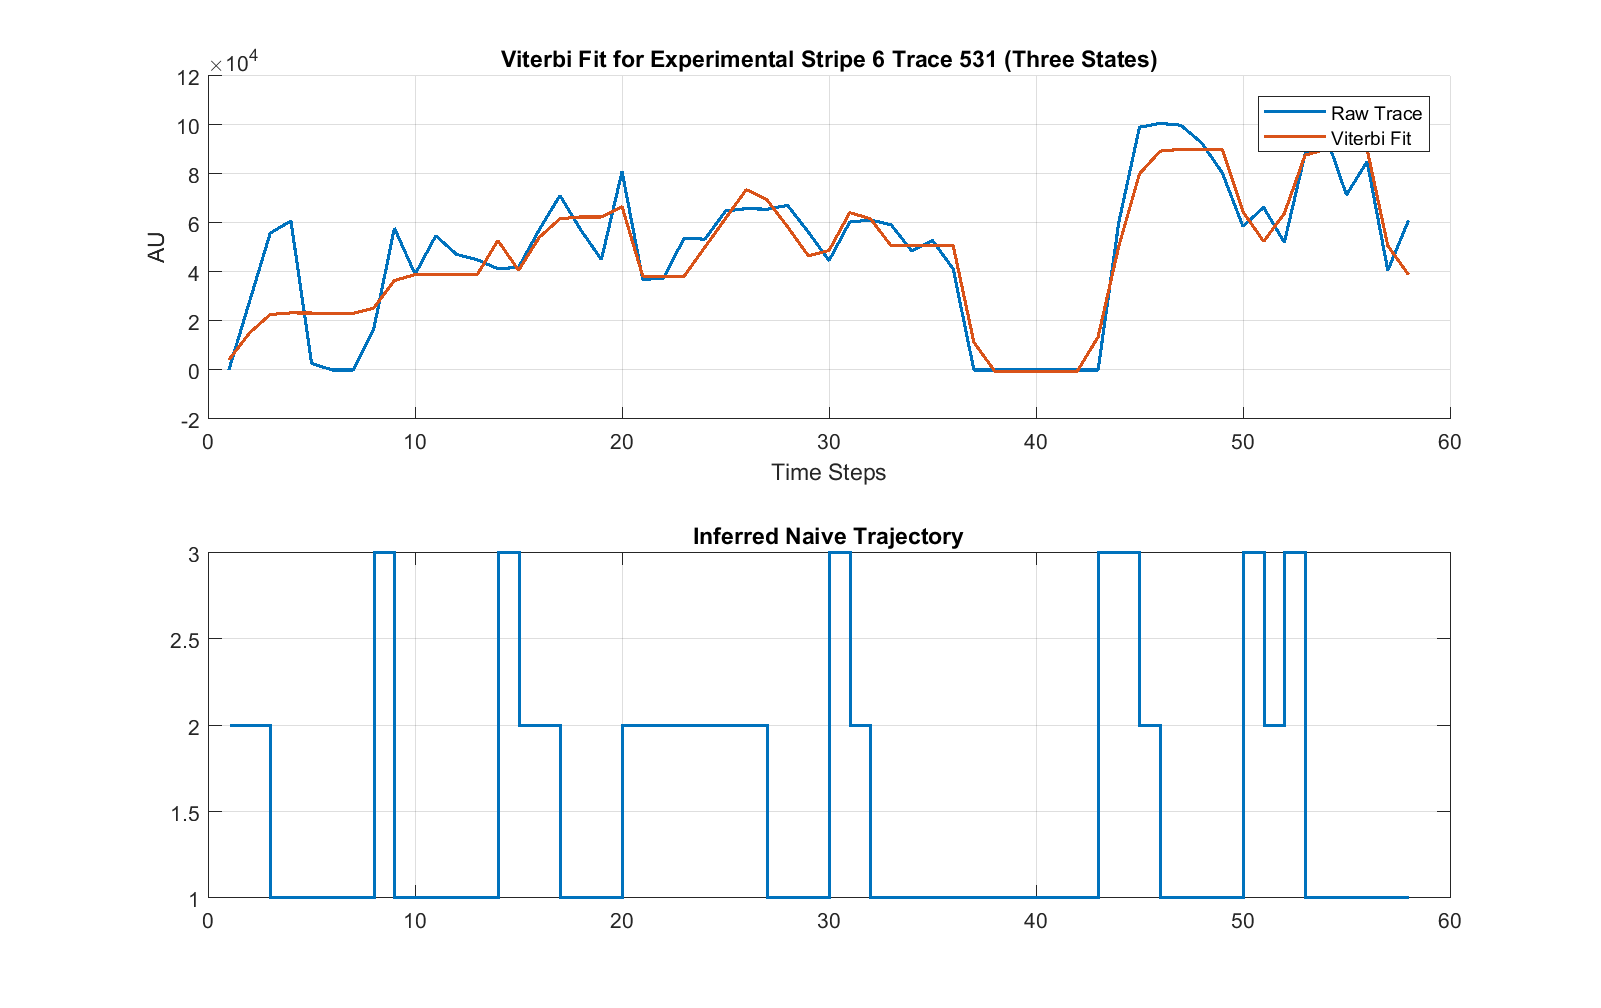 Viterbi Fit for Experimental Stripe 6 Trace 531 (Three States)
×10^4
12
10
8
6
4
2
0
-2
AU
Raw Trace
Viterbi Fit
0 10 20 30 40 50 60
Time Steps
Inferred Naive Trajectory
3
2.5
2
1.5
1
0 10 20 30 40 50 60